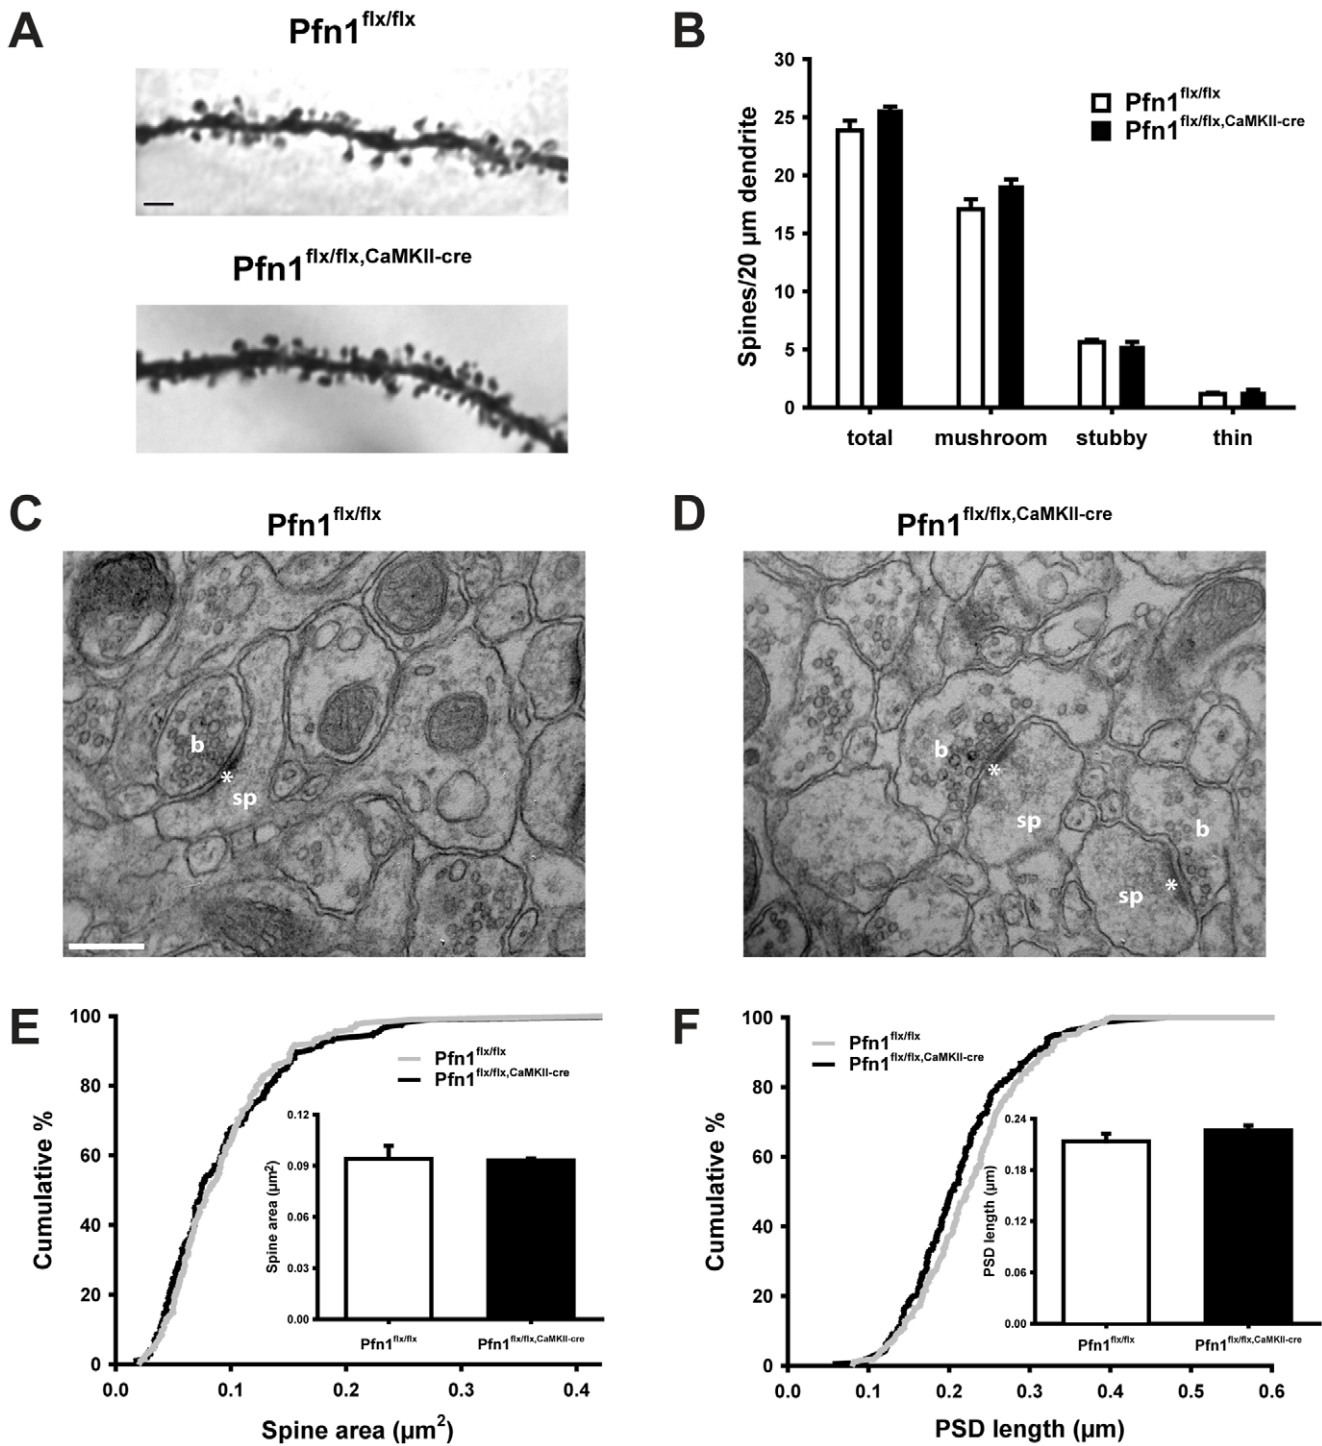 A
Pfn1flx/flx
Pfn1flx/flx,CaMKII-cre
B
Spines/20 µm dendrite
30
25
20
15
10
5
0
Pfn1flx/flx
Pfn1flx/flx,CaMKII-cre
total mushroom stubby thin
C
Pfn1flx/flx
b
*
sp
D
Pfn1flx/flx,CaMKII-cre
b
*
sp
b
sp
*
E
Cumulative %
100
80
60
40
20
0
Pfn1flx/flx
Pfn1flx/flx,CaMKII-cre
Spine area (µm2)
0.12
0.09
0.06
0.03
0.00
Pfn1flx/flx Pfn1flx/flx,CaMKII-cre
0.0 0.1 0.2 0.3 0.4
Spine area (µm2)
F
Cumulative %
100
80
60
40
20
0
Pfn1flx/flx
Pfn1flx/flx,CaMKII-cre
PSD length (µm)
0.24
0.18
0.12
0.06
0.00
Pfn1flx/flx Pfn1flx/flx,CaMKII-cre
0.0 0.1 0.2 0.3 0.4 0.5 0.6
PSD length (µm)